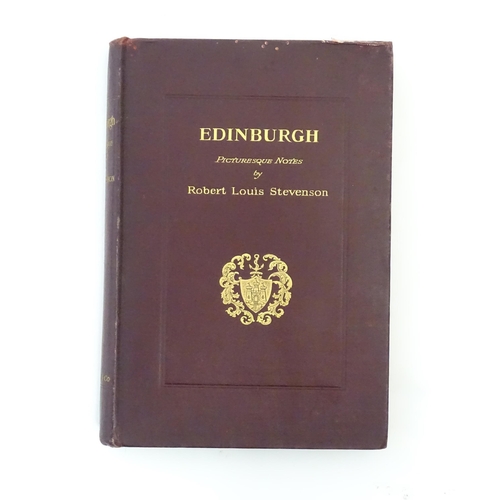 EDINBURGH
PICTURESQUE NOTES
by
Robert Louis Stevenson